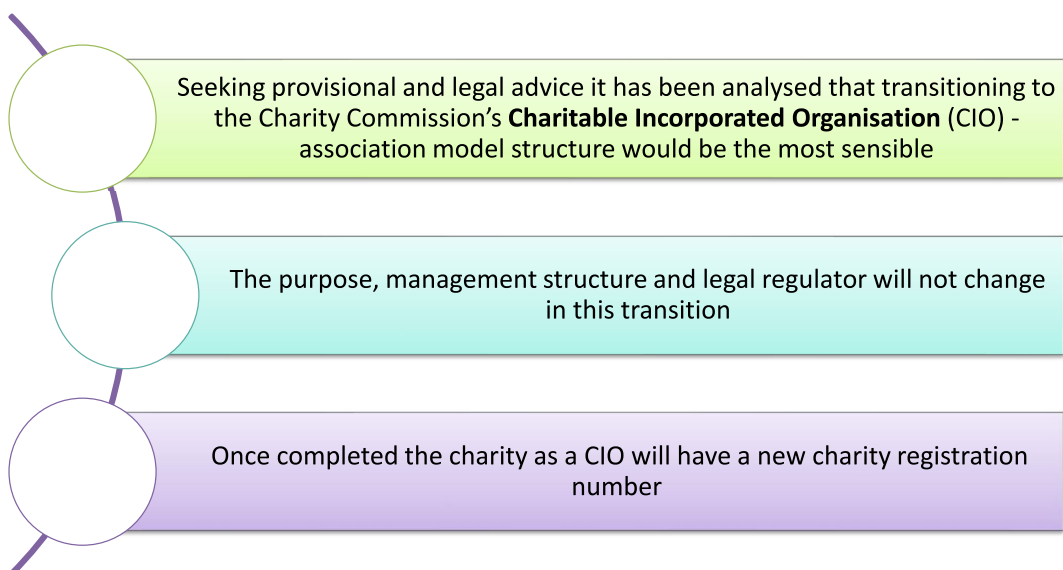 Seeking provisional and legal advice it has been analysed that transitioning to
the Charity Commission’s Charitable Incorporated Organisation (CIO) -
association model structure would be the most sensible
The purpose, management structure and legal regulator will not change
in this transition
Once completed the charity as a CIO will have a new charity registration
number